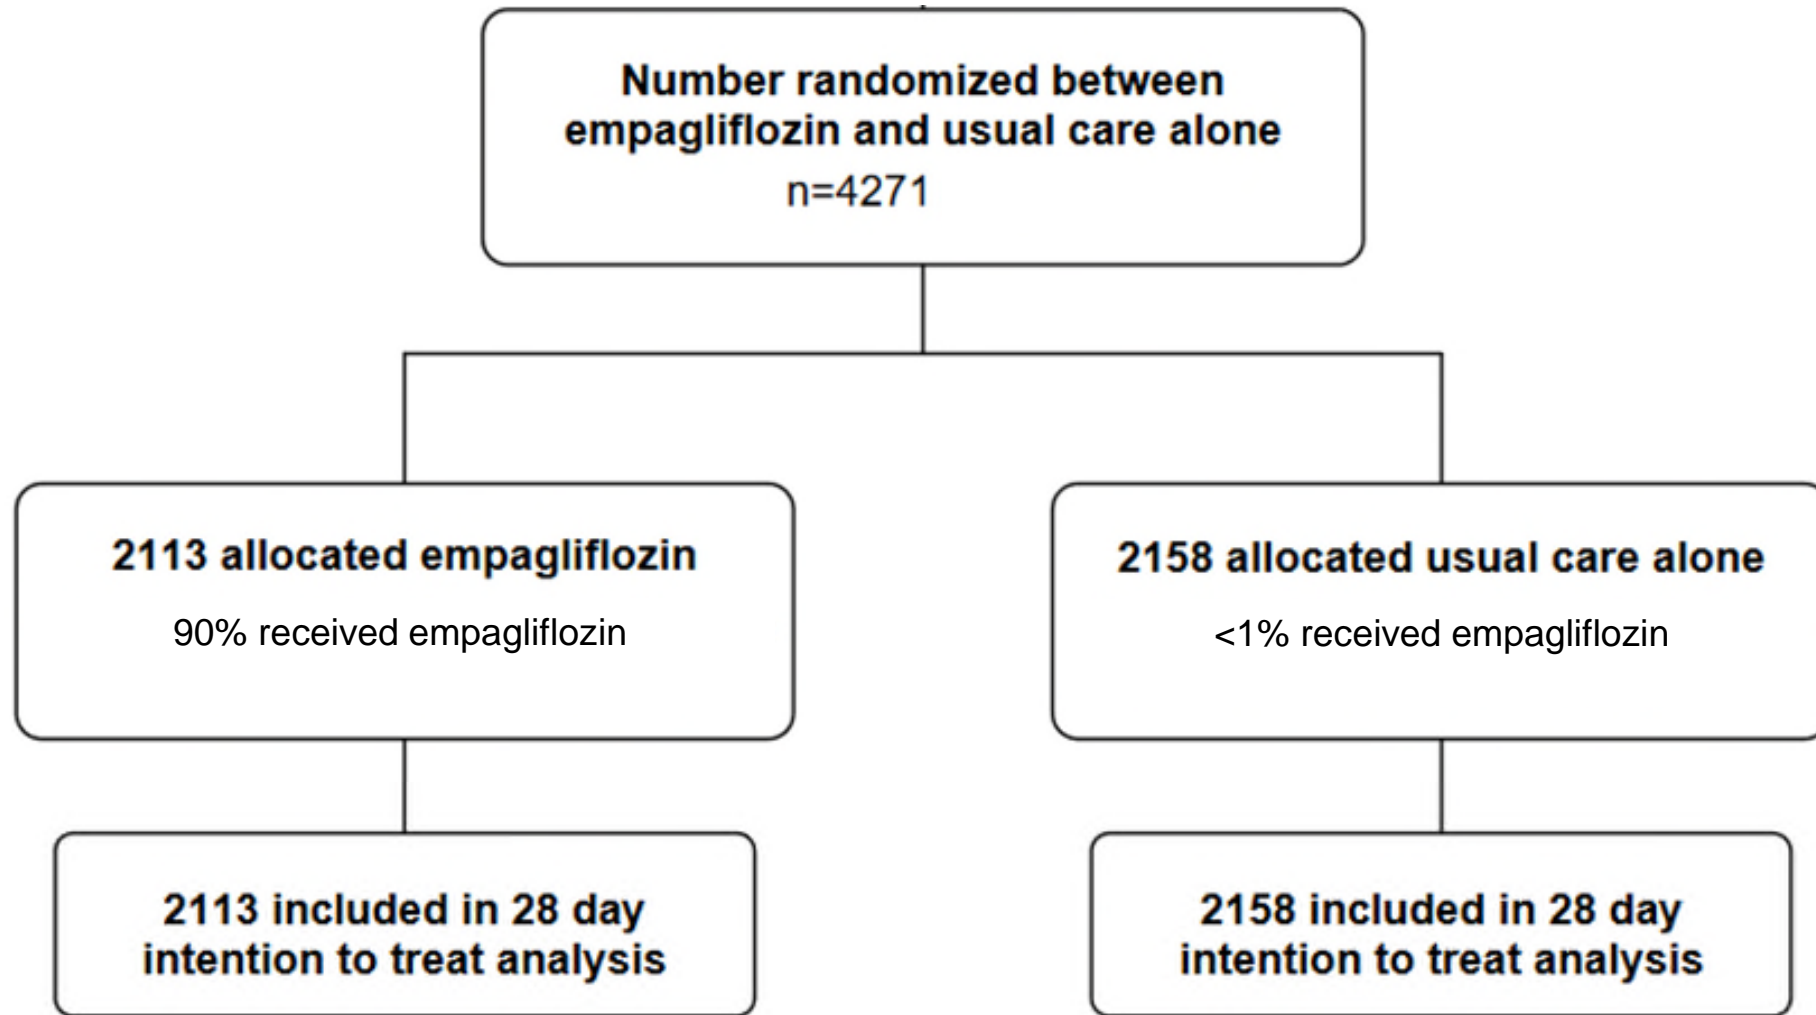 Number randomized between
empagliflozin and usual care alone
n=4271
2113 allocated empagliflozin
90% received empagliflozin
2158 allocated usual care alone
<1% received empagliflozin
2113 included in 28 day
intention to treat analysis
2158 included in 28 day
intention to treat analysis